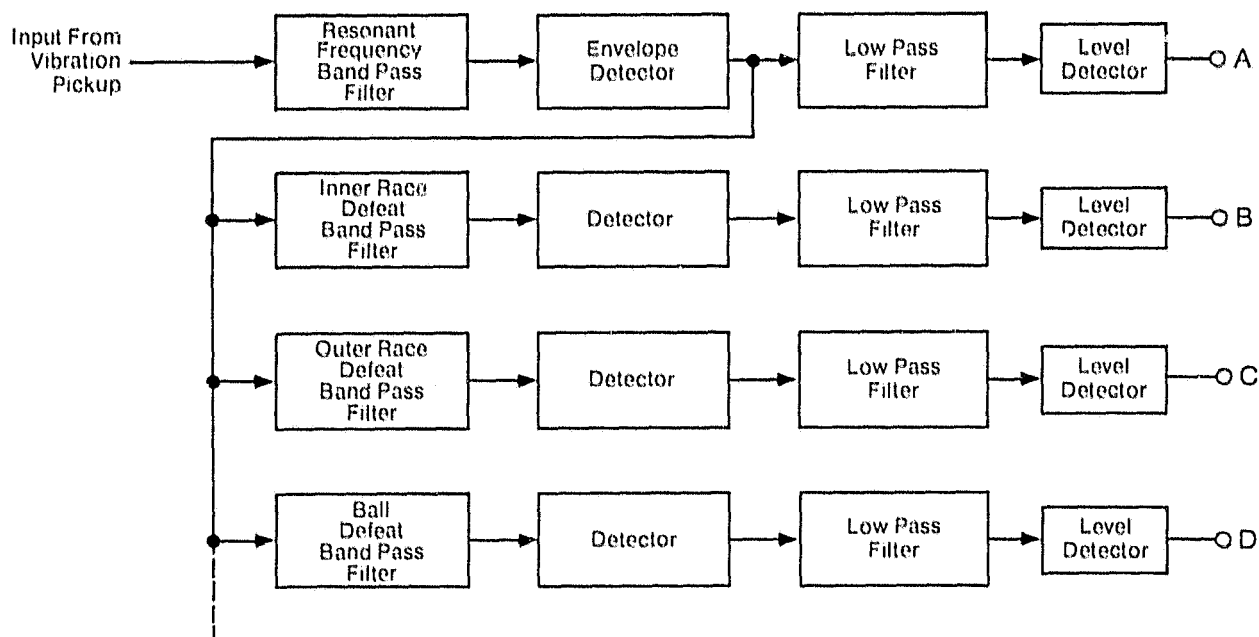 Input From
Vibration
Pickup
Resonant
Frequency
Band Pass
Filter
Envelope
Detector
Low Pass
Filter
Level
Detector
A
Inner Race
Defeat
Band Pass
Filter
Detector
Low Pass
Filter
Level
Detector
B
Outer Race
Defeat
Band Pass
Filter
Detector
Low Pass
Filter
Level
Detector
C
Ball
Defeat
Band Pass
Filter
Detector
Low Pass
Filter
Level
Detector
D